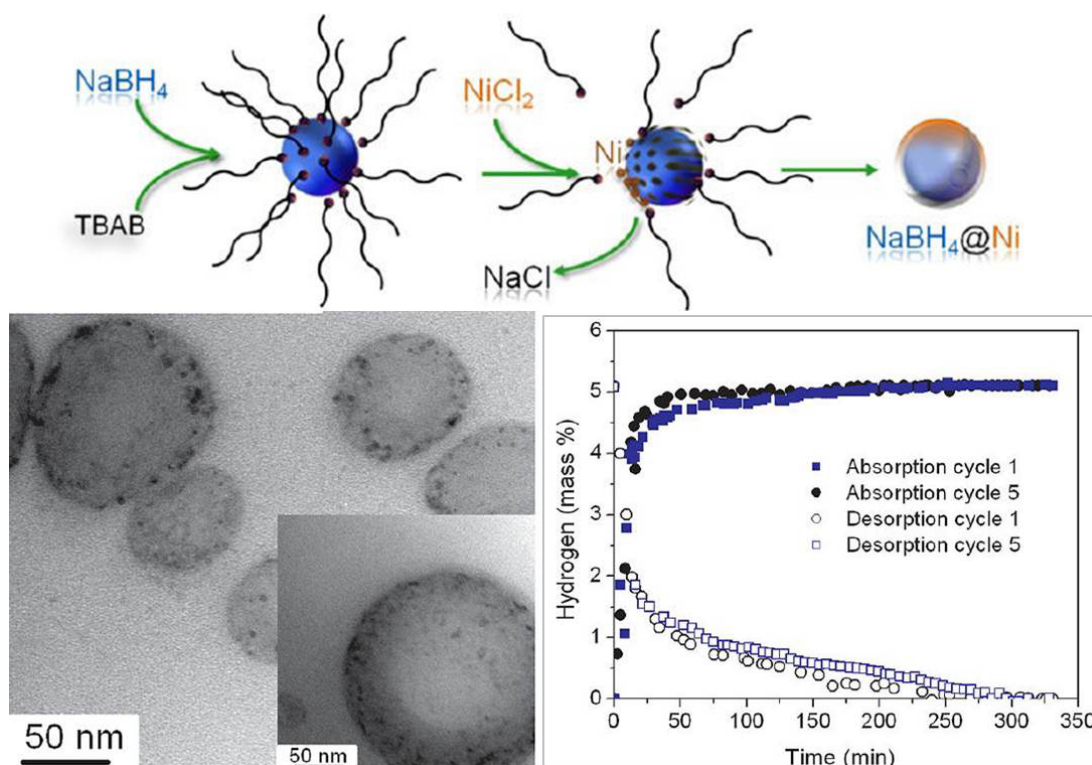 NaBH4
TBAB
NiCl2
Ni
NaCl
NaBH4@Ni
50 nm
50 nm
Hydrogen (mass %)
6
5
4
3
2
1
0
Absorption cycle 1
Absorption cycle 5
Desorption cycle 1
Desorption cycle 5
0 50 100 150 200 250 300 350
Time (min)